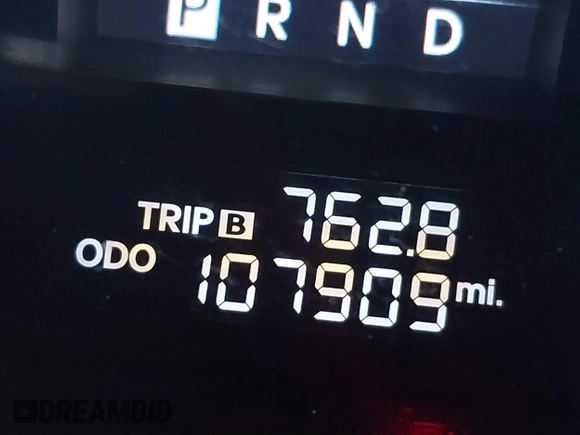 P R N D
TRIP B 762.8
ODO 107909 mi.
DREAMBID